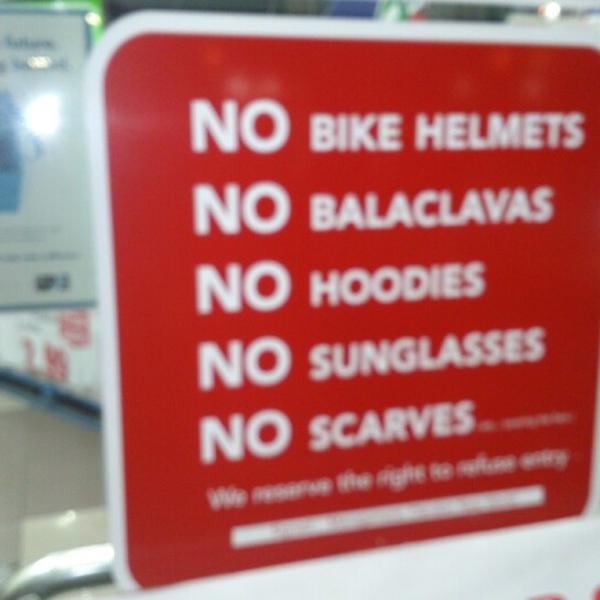 NO BIKE HELMETS
NO BALACLAVAS
NO HOODIES
NO SUNGLASSES
NO SCARVES
We reserve the right to refuse entry